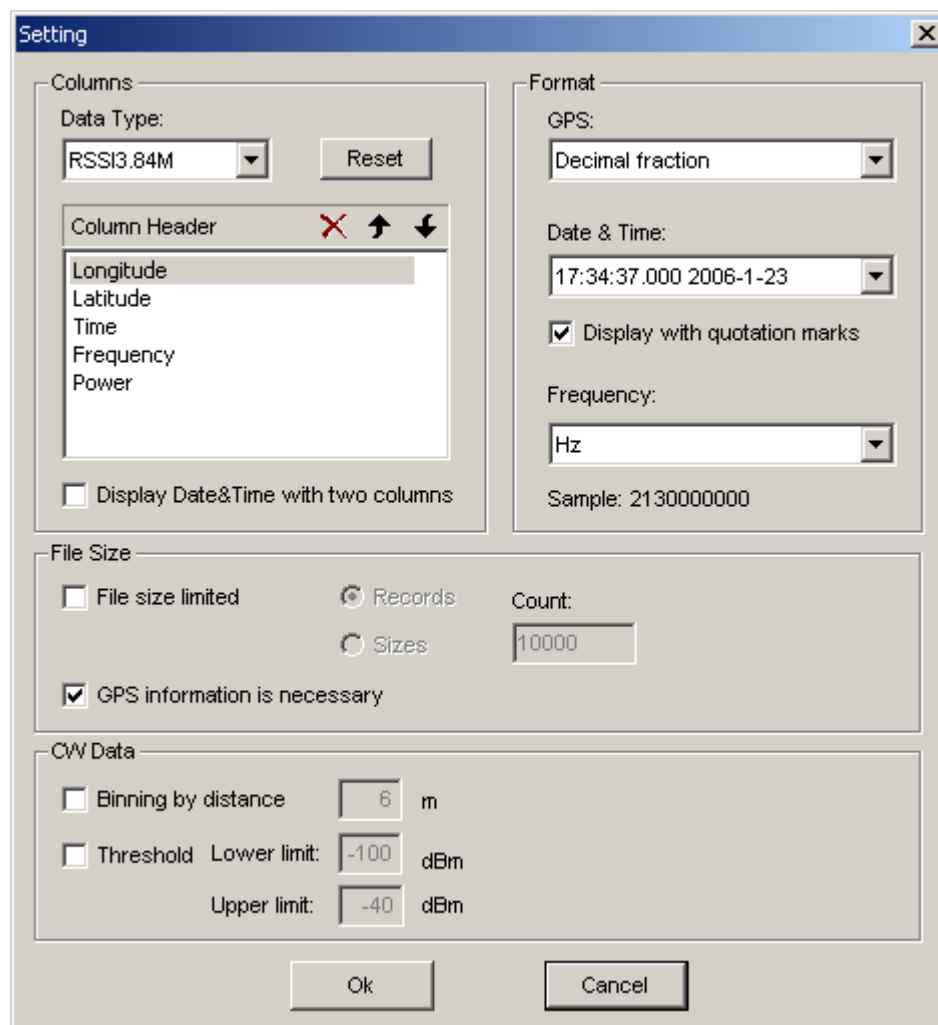 Setting
Columns
Data Type:
RSSI3.84M
Reset
Column Header
Longitude
Latitude
Time
Frequency
Power
Display Date&Time with two columns
Format
GPS:
Decimal fraction
Date & Time:
17:34:37.000 2006-1-23
Display with quotation marks
Frequency:
Hz
Sample: 2130000000
File Size
File size limited
Records
Sizes
Count:
10000
GPS information is necessary
CW Data
Binning by distance 6 m
Threshold Lower limit: -100 dBm
Upper limit: -40 dBm
Ok
Cancel